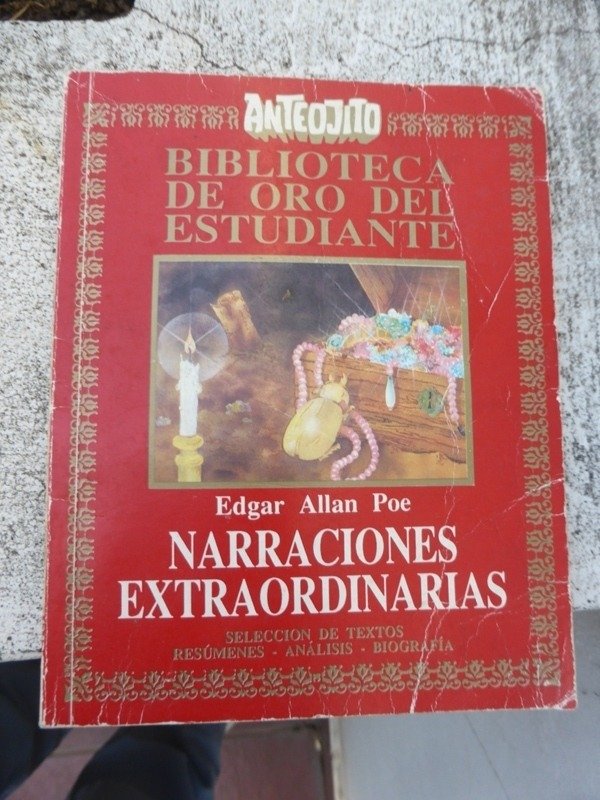 ANTEOJITO
BIBLIOTECA
DE ORO DEL
ESTUDIANTE
Edgar Allan Poe
NARRACIONES
EXTRAORDINARIAS
SELECCION DE TEXTOS
RESÚMENES - ANÁLISIS - BIOGRAFÍA